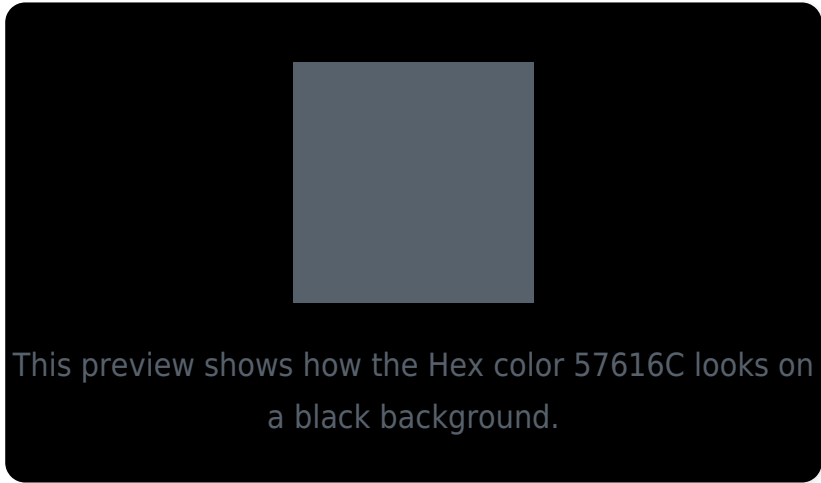 This preview shows how the Hex color 57616C looks on
a black background.